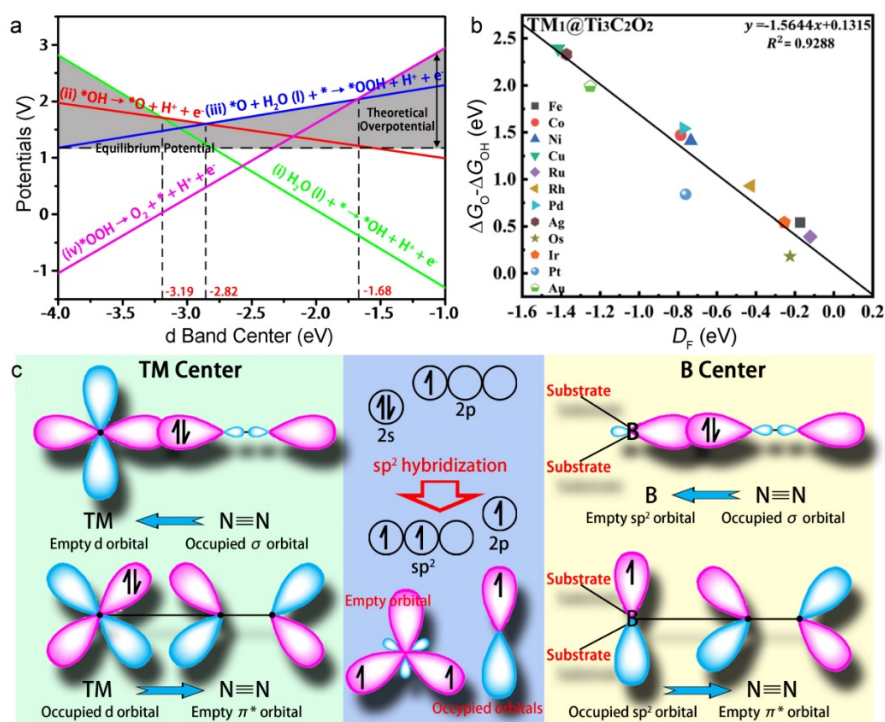 a
Potentials (V)
3
2
1
0
-1
(ii) *OH → *O + H⁺ + e⁻
(iii) *O + H₂O (l) + * → *OOH + H⁺ + e⁻
Theoretical
Overpotential
Equilibrium Potential
(i) H₂O (l) + * → *OH + H⁺ + e⁻
(iv)*OOH → O₂ + * + H⁺ + e⁻
-3.19
-2.82
-1.68
-4.0 -3.5 -3.0 -2.5 -2.0 -1.5 -1.0
d Band Center (eV)
b
TM₁@Ti3C2O2
y=-1.5644x+0.1315
R²= 0.9288
ΔG_O-ΔG_OH (eV)
2.5
2.0
1.5
1.0
0.5
0.0
Fe
Co
Ni
Cu
Ru
Rh
Pd
Ag
Os
Ir
Pt
Au
-1.6 -1.4 -1.2 -1.0 -0.8 -0.6 -0.4 -0.2 0.0 0.2
D_F (eV)
c
TM Center
TM
N≡N
Empty d orbital
Occupied σ orbital
TM
N≡N
Occupied d orbital
Empty π* orbital
2s
2p
sp² hybridization
sp²
2p
Empty orbital
Occupied orbitals
B Center
Substrate
B
Substrate
B
N≡N
Empty sp² orbital
Occupied σ orbital
Substrate
B
Substrate
B
N≡N
Occupied sp² orbital
Empty π* orbital